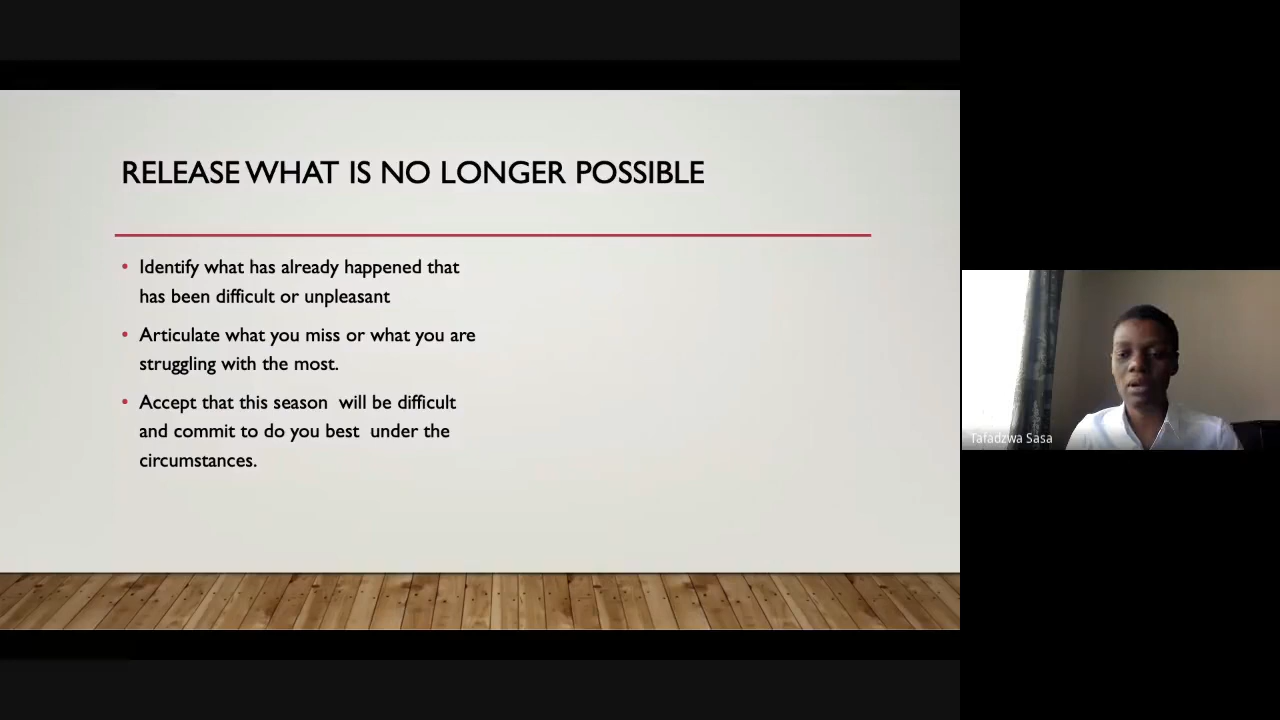 RELEASE WHAT IS NO LONGER POSSIBLE
• Identify what has already happened that
has been difficult or unpleasant
• Articulate what you miss or what you are
struggling with the most.
• Accept that this season  will be difficult
and commit to do you best  under the
circumstances.
Tafadzwa Sasa